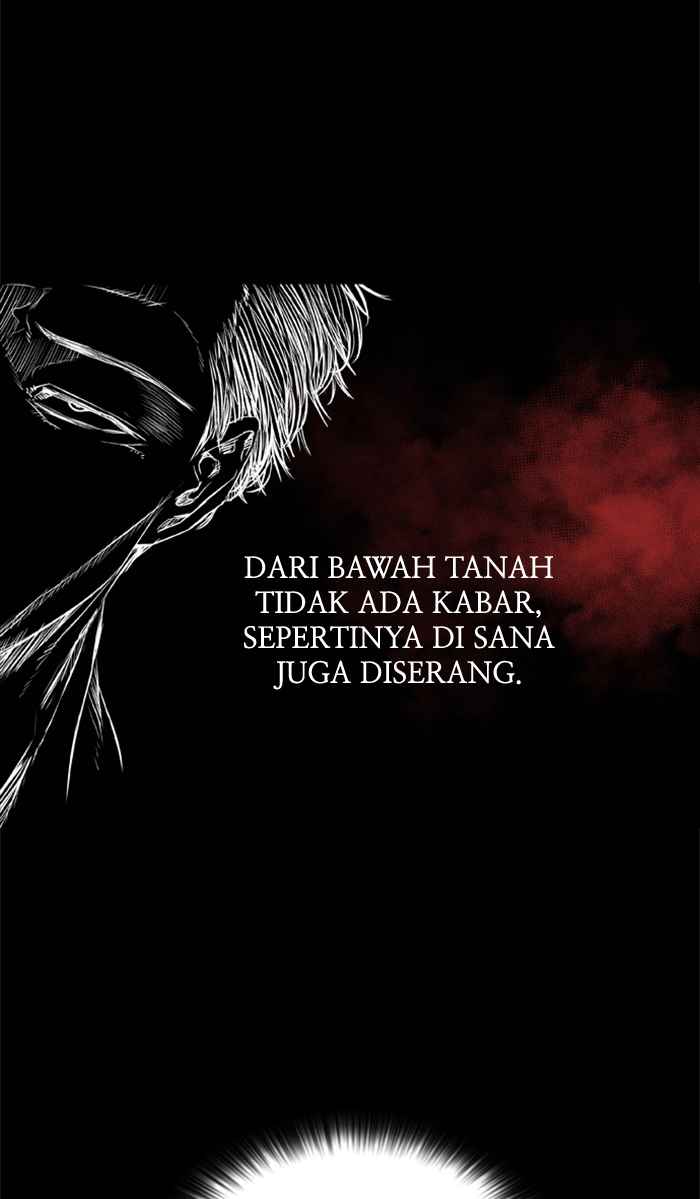 DARI BAWAH TANAH
TIDAK ADA KABAR,
SEPERTINYA DI SANA
JUGA DISERANG.